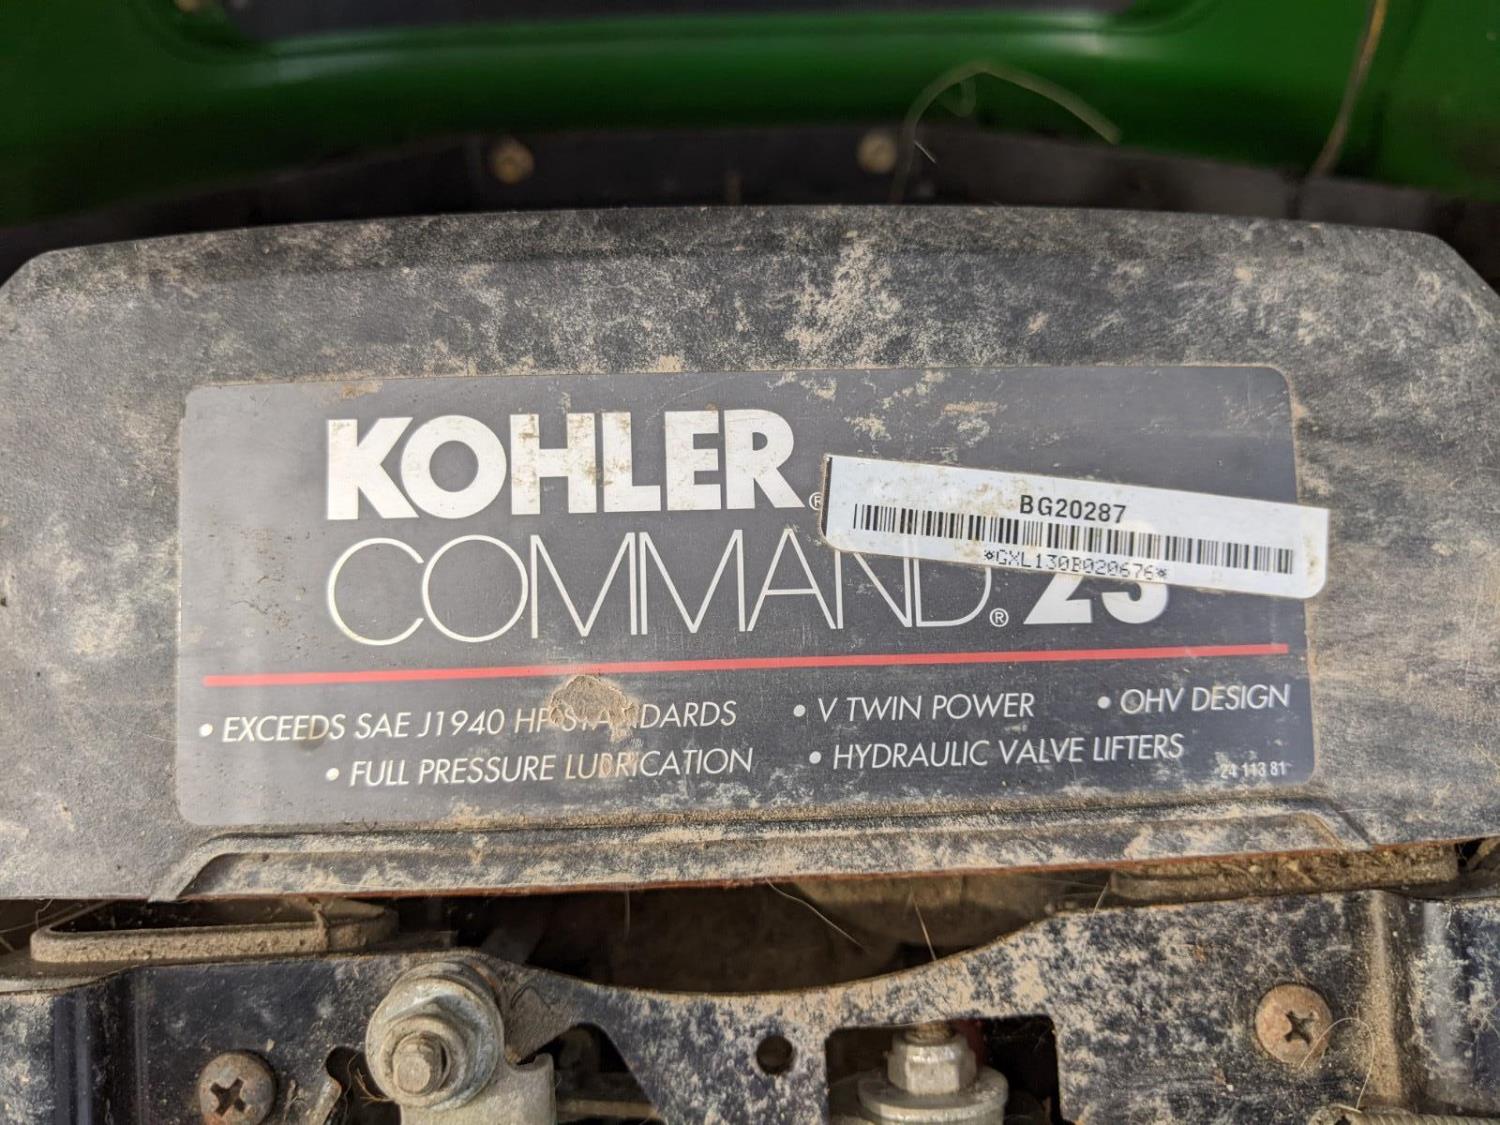 KOHLER®
BG20287
*GXL130B020676*
COMMAND® 23
• EXCEEDS SAE J1940 HP STANDARDS • V TWIN POWER • OHV DESIGN
• FULL PRESSURE LUBRICATION • HYDRAULIC VALVE LIFTERS
24 113 81